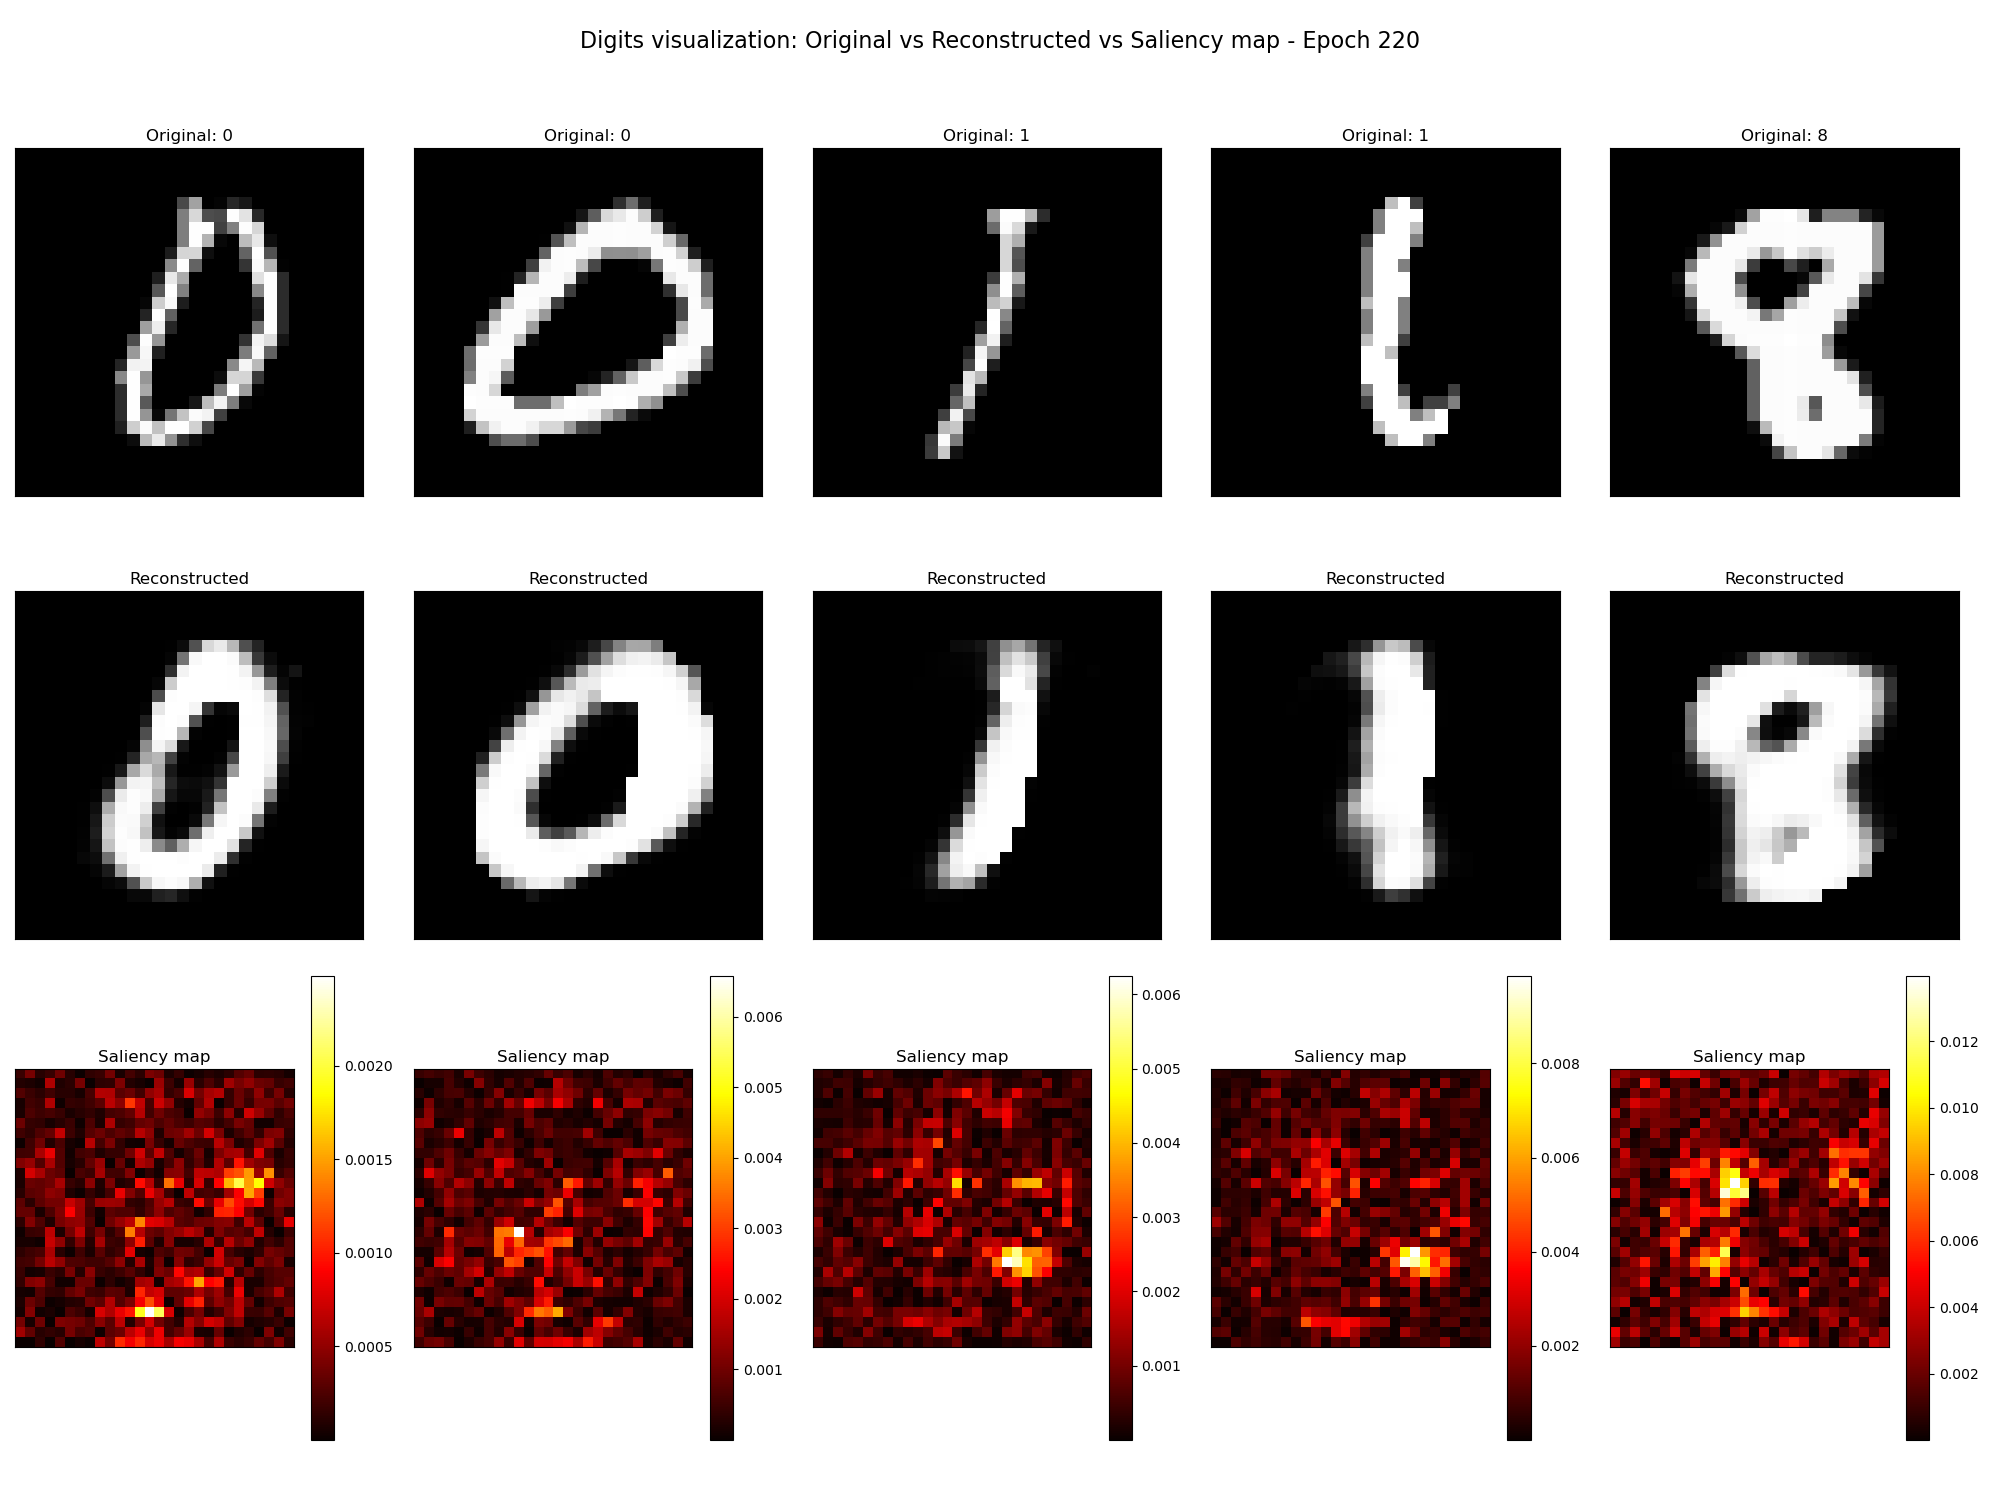 Digits visualization: Original vs Reconstructed vs Saliency map - Epoch 220
Original: 0
Original: 0
Original: 1
Original: 1
Original: 8
Reconstructed
Reconstructed
Reconstructed
Reconstructed
Reconstructed
Saliency map
0.0020
0.0015
0.0010
0.0005
Saliency map
0.006
0.005
0.004
0.003
0.002
0.001
Saliency map
0.006
0.005
0.004
0.003
0.002
0.001
Saliency map
0.008
0.006
0.004
0.002
Saliency map
0.012
0.010
0.008
0.006
0.004
0.002